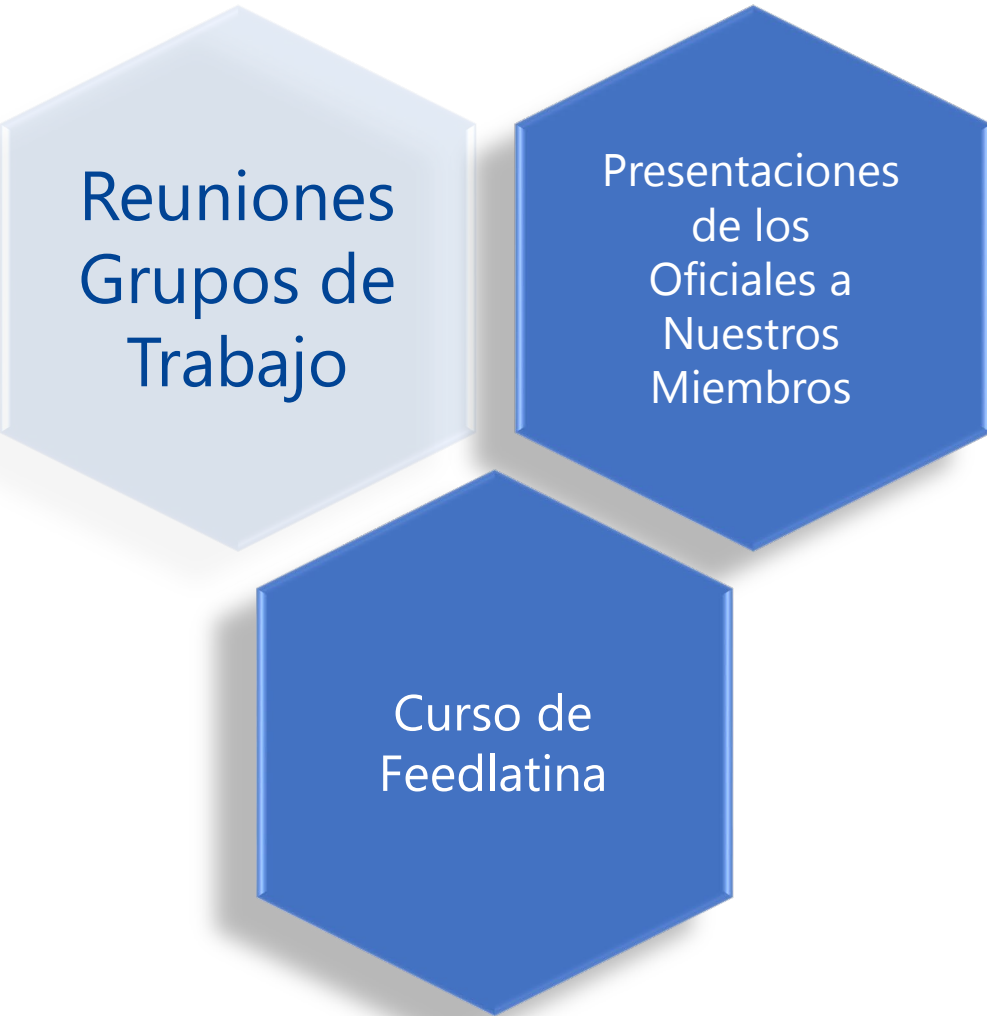 Reuniones
Grupos de
Trabajo
Presentaciones
de los
Oficiales a
Nuestros
Miembros
Curso de
Feedlatina